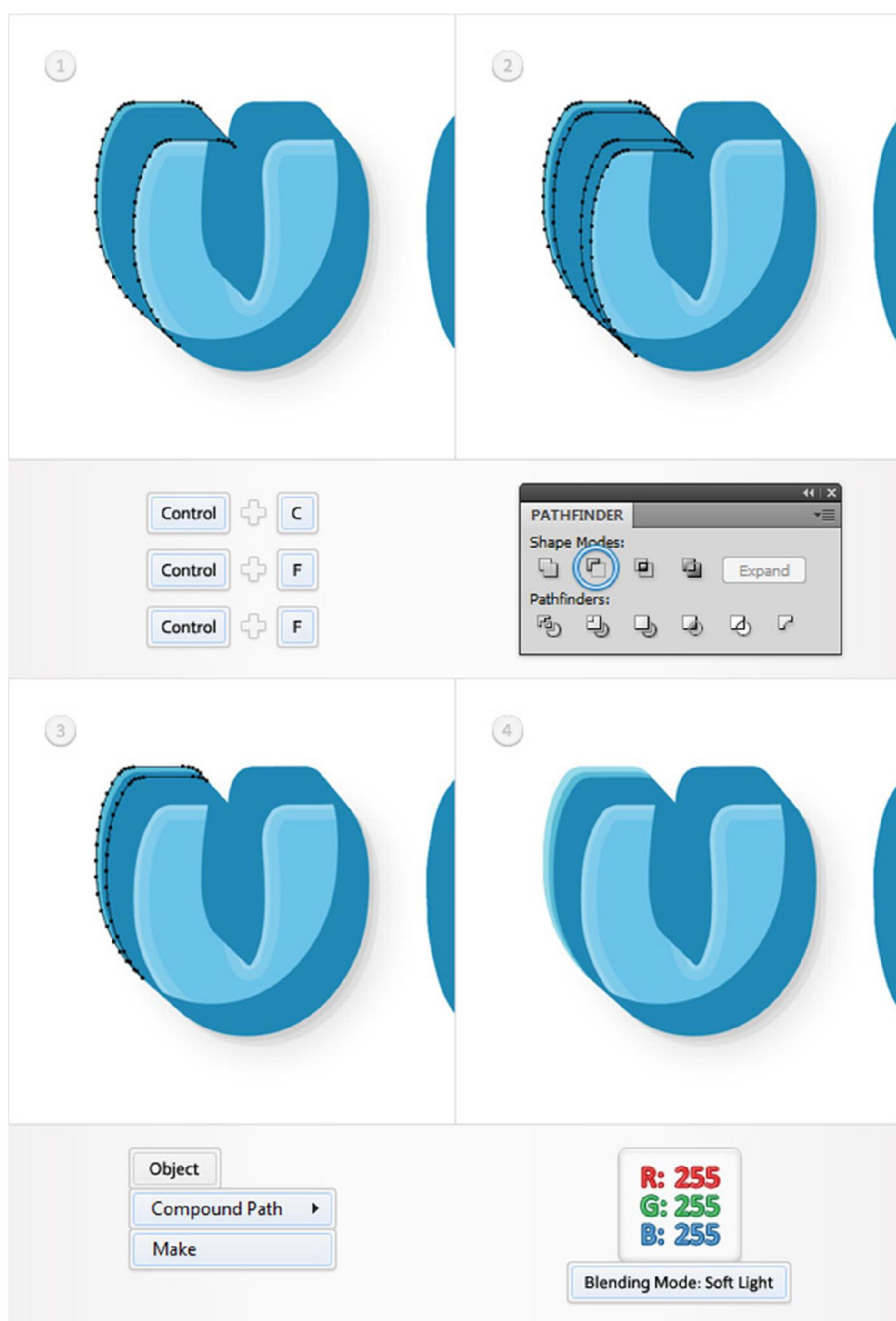 1
2
Control C
Control F
Control F
PATHFINDER
Shape Modes:
Expand
Pathfinders:
3
4
Object
Compound Path
Make
R: 255
G: 255
B: 255
Blending Mode: Soft Light